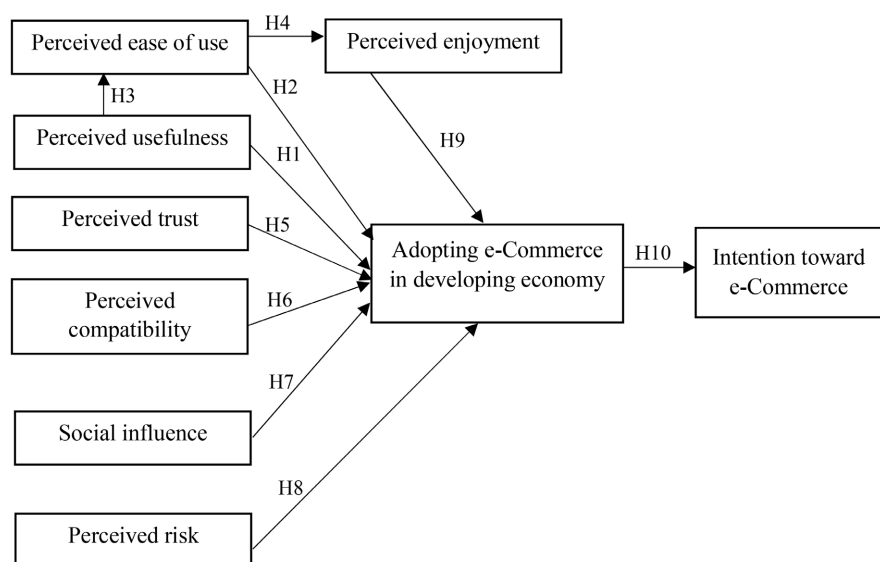 H4
Perceived ease of use
Perceived enjoyment
H2
H3
Perceived usefulness
H1
H9
Perceived trust
H5
Adopting e-Commerce
in developing economy
H10
Intention toward
e-Commerce
Perceived
compatibility
H6
H7
Social influence
H8
Perceived risk